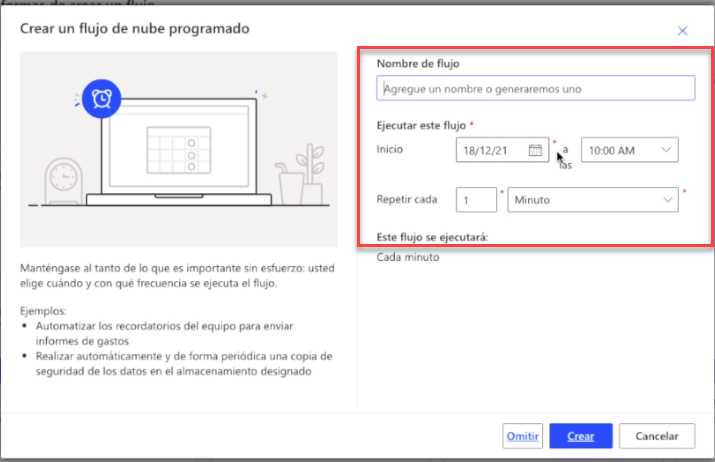 formas de crear un flujo
Crear un flujo de nube programado
Nombre de flujo
Agregue un nombre o generaremos uno
Ejecutar este flujo *
Inicio
18/12/21
*
a
las
10:00 AM
Repetir cada
1
*
Minuto
*
Este flujo se ejecutará:
Cada minuto
Manténgase al tanto de lo que es importante sin esfuerzo: usted
elige cuándo y con qué frecuencia se ejecuta el flujo.
Ejemplos:
• Automatizar los recordatorios del equipo para enviar
informes de gastos
• Realizar automáticamente y de forma periódica una copia de
seguridad de los datos en el almacenamiento designado
Omitir
Crear
Cancelar